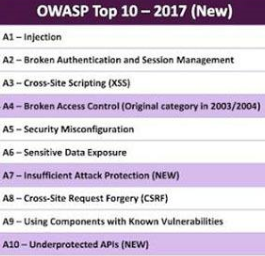 OWASP Top 10 – 2017 (New)
A1 – Injection
A2 – Broken Authentication and Session Management
A3 – Cross-Site Scripting (XSS)
A4 – Broken Access Control (Original category in 2003/2004)
A5 – Security Misconfiguration
A6 – Sensitive Data Exposure
A7 – Insufficient Attack Protection (NEW)
A8 – Cross-Site Request Forgery (CSRF)
A9 – Using Components with Known Vulnerabilities
A10 – Underprotected APIs (NEW)